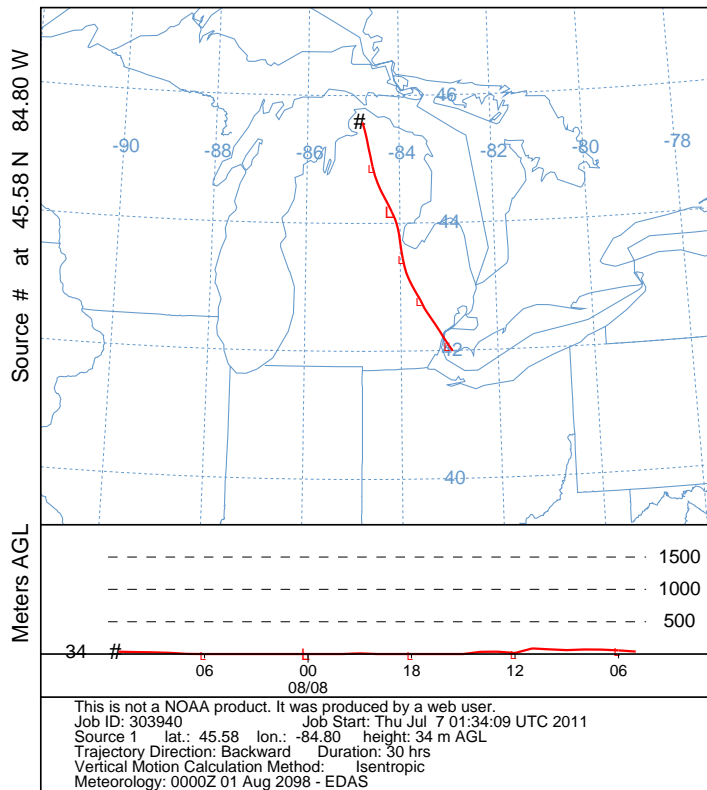 Source # at 45.58 N 84.80 W
46
-78
-80
-82
-84
-86
-88
-90
44
42
40
Meters AGL
1500
1000
500
34
#
#
06 00 18 12 06
08/08
This is not a NOAA product. It was produced by a web user.
Job ID: 303940 Job Start: Thu Jul 7 01:34:09 UTC 2011
Source 1 lat.: 45.58 lon.: -84.80 height: 34 m AGL
Trajectory Direction: Backward Duration: 30 hrs
Vertical Motion Calculation Method: Isentropic
Meteorology: 0000Z 01 Aug 2098 - EDAS